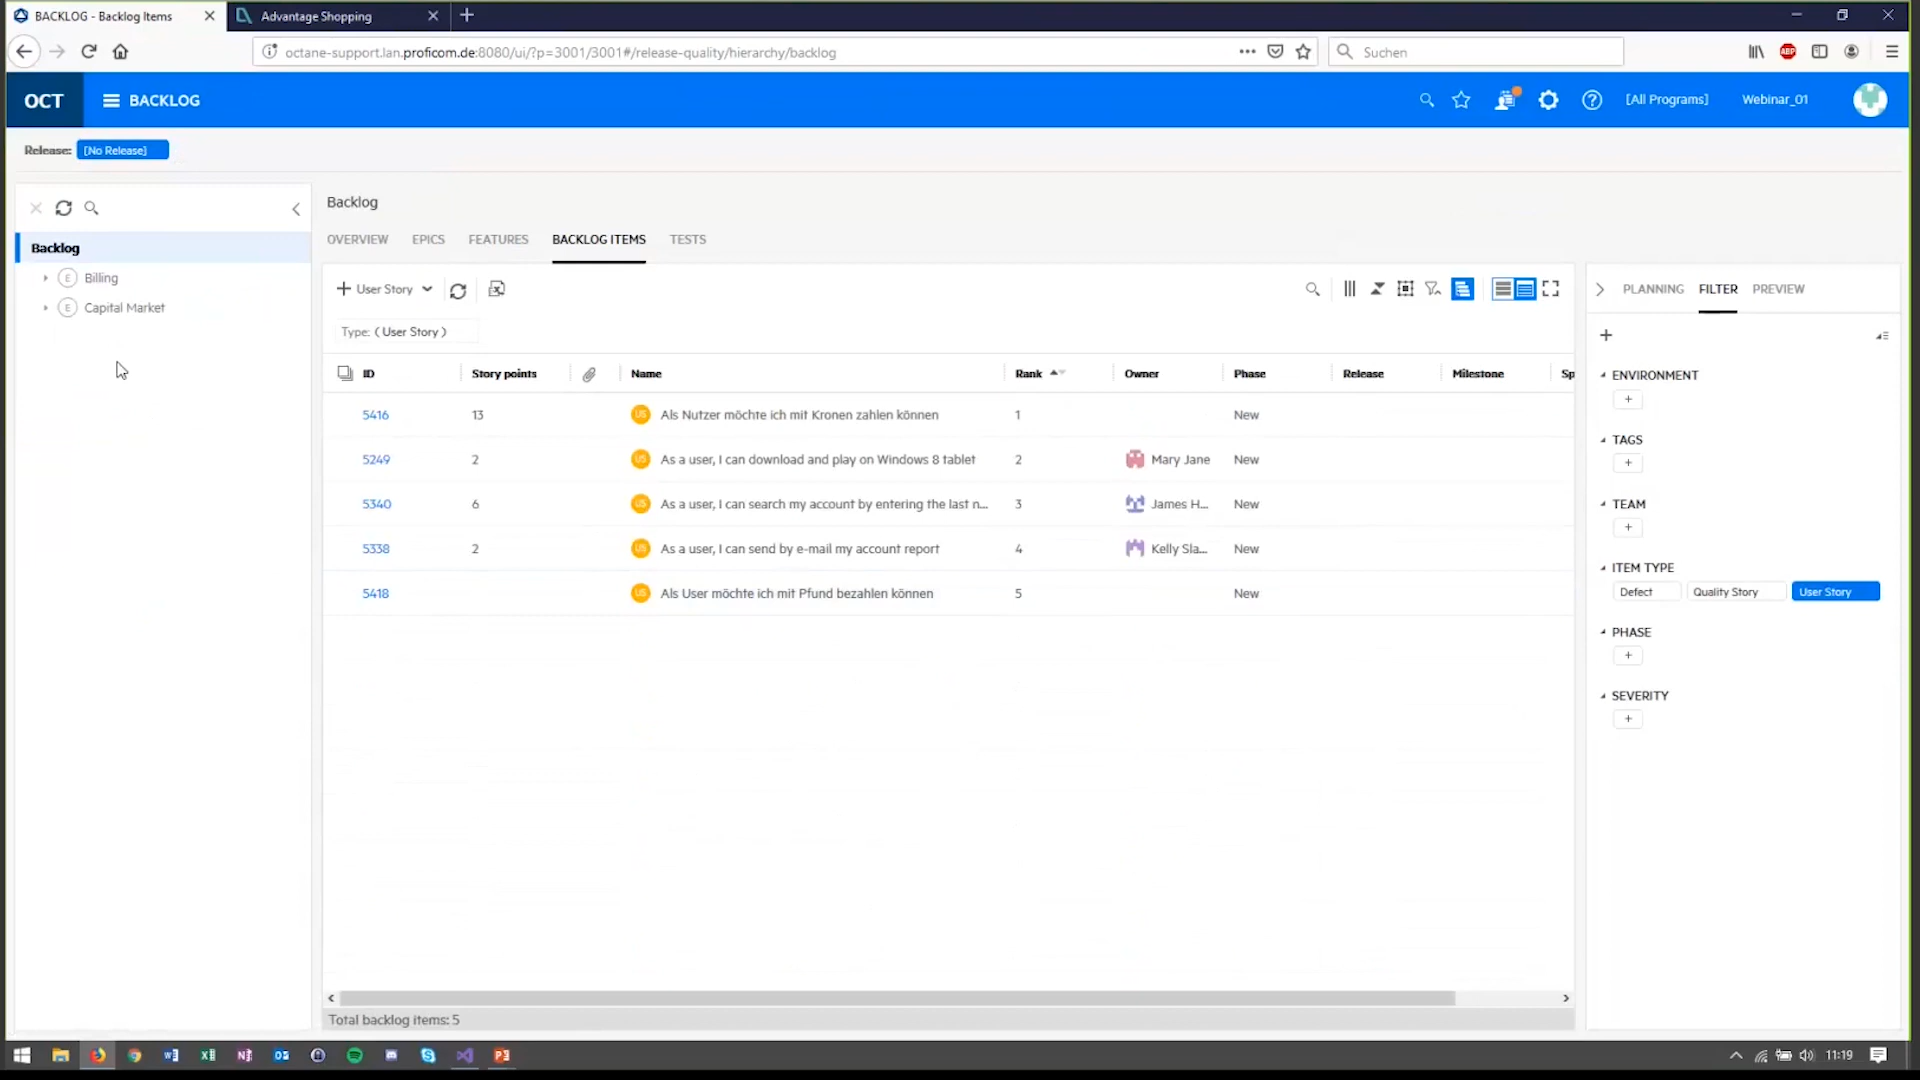 BACKLOG - Backlog Items
Advantage Shopping
octane-support.lan.proficom.de:8080/ui/?p=3001/3001#/release-quality/hierarchy/backlog
Suchen
OCT
BACKLOG
[All Programs]
Webinar_01
Release: [No Release]
Backlog
Billing
Capital Market
Backlog
OVERVIEW EPICS FEATURES BACKLOG ITEMS TESTS
User Story
Type: ( User Story )
ID Story points Name Rank Owner Phase Release Milestone Sp
5416 13 US Als Nutzer möchte ich mit Kronen zahlen können 1 New
5249 2 US As a user, I can download and play on Windows 8 tablet 2 Mary Jane New
5340 6 US As a user, I can search my account by entering the last n... 3 James H... New
5338 2 US As a user, I can send by e-mail my account report 4 Kelly Sla... New
5418 US Als User möchte ich mit Pfund bezahlen können 5 New
Total backlog items: 5
PLANNING FILTER PREVIEW
ENVIRONMENT
TAGS
TEAM
ITEM TYPE
Defect Quality Story User Story
PHASE
SEVERITY
11:19